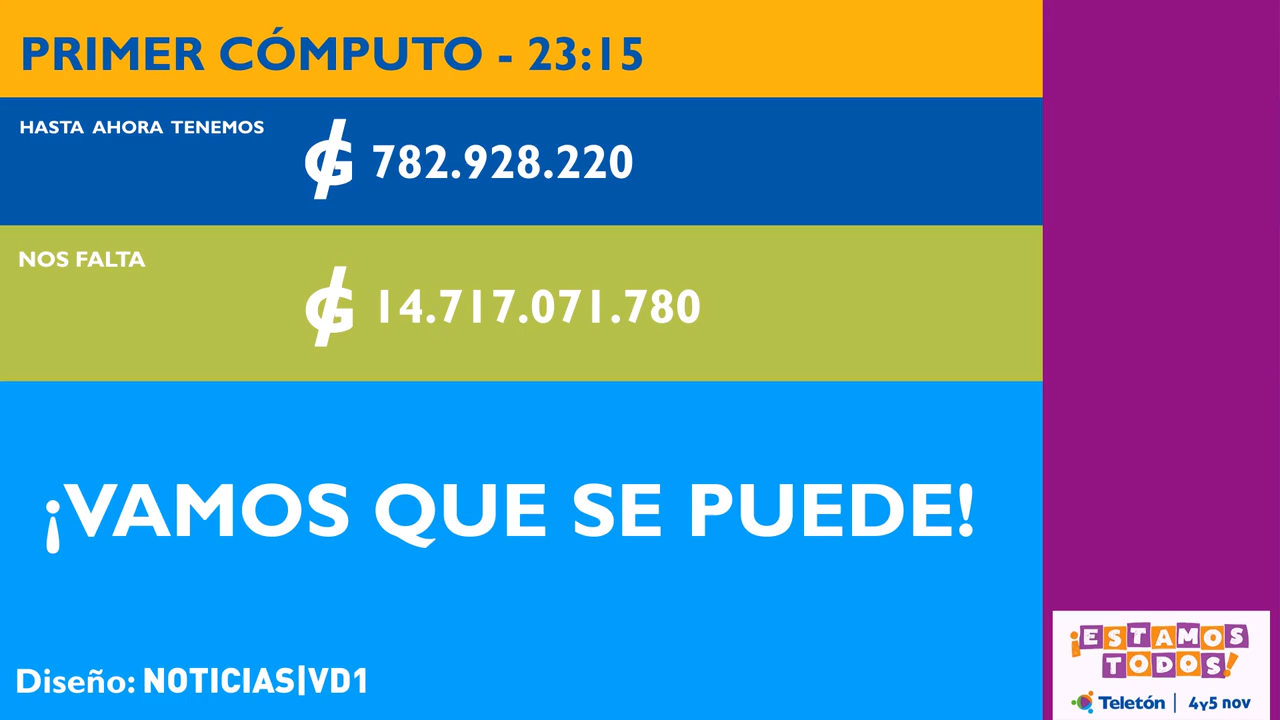 PRIMER CÓMPUTO - 23:15
HASTA AHORA TENEMOS
₲ 782.928.220
NOS FALTA
₲ 14.717.071.780
¡VAMOS QUE SE PUEDE!
Diseño: NOTICIAS|VD1
¡ESTAMOS
TODOS!
Teletón | 4y5 nov